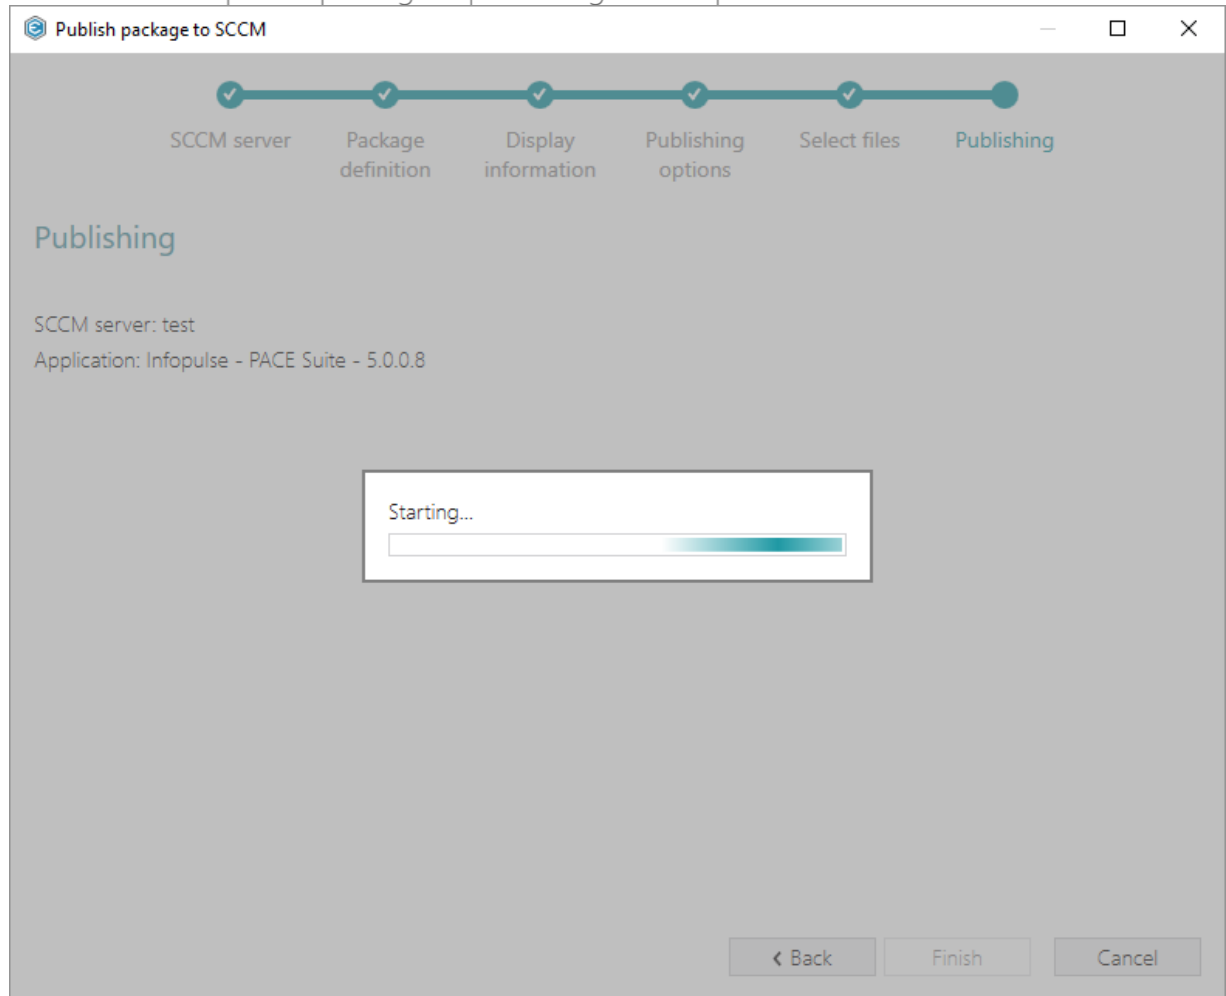 Publish package to SCCM
SCCM server
Package
definition
Display
information
Publishing
options
Select files
Publishing
Publishing
SCCM server: test
Application: Infopulse - PACE Suite - 5.0.0.8
Starting...
Back
Finish
Cancel